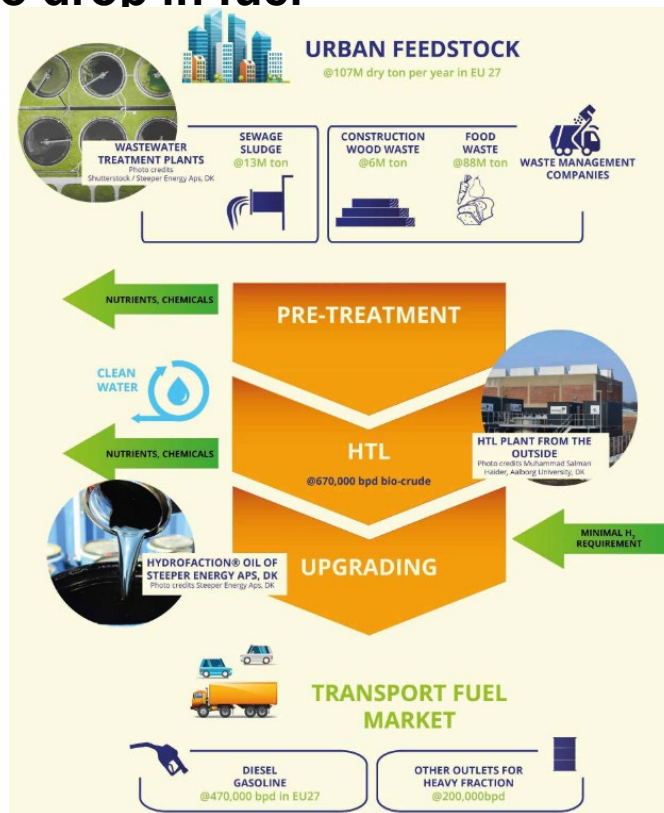 drop in fuel
URBAN FEEDSTOCK
@107M dry ton per year in EU 27
WASTEWATER
TREATMENT PLANTS
Photo credits
Shutterstock / Steeper Energy Aps, DK
SEWAGE
SLUDGE
@13M ton
CONSTRUCTION
WOOD WASTE
@6M ton
FOOD
WASTE
@88M ton
WASTE MANAGEMENT
COMPANIES
NUTRIENTS, CHEMICALS
PRE-TREATMENT
CLEAN
WATER
NUTRIENTS, CHEMICALS
HTL
@670,000 bpd bio-crude
HTL PLANT FROM THE
OUTSIDE
Photo credits Muhammad Salman
Haider, Aalborg University, DK
HYDROFACTION® OIL OF
STEEPER ENERGY APS, DK
Photo credits Steeper Energy Aps, DK
UPGRADING
MINIMAL H₂
REQUIREMENT
TRANSPORT FUEL
MARKET
DIESEL
GASOLINE
@470,000 bpd in EU27
OTHER OUTLETS FOR
HEAVY FRACTION
@200,000bpd